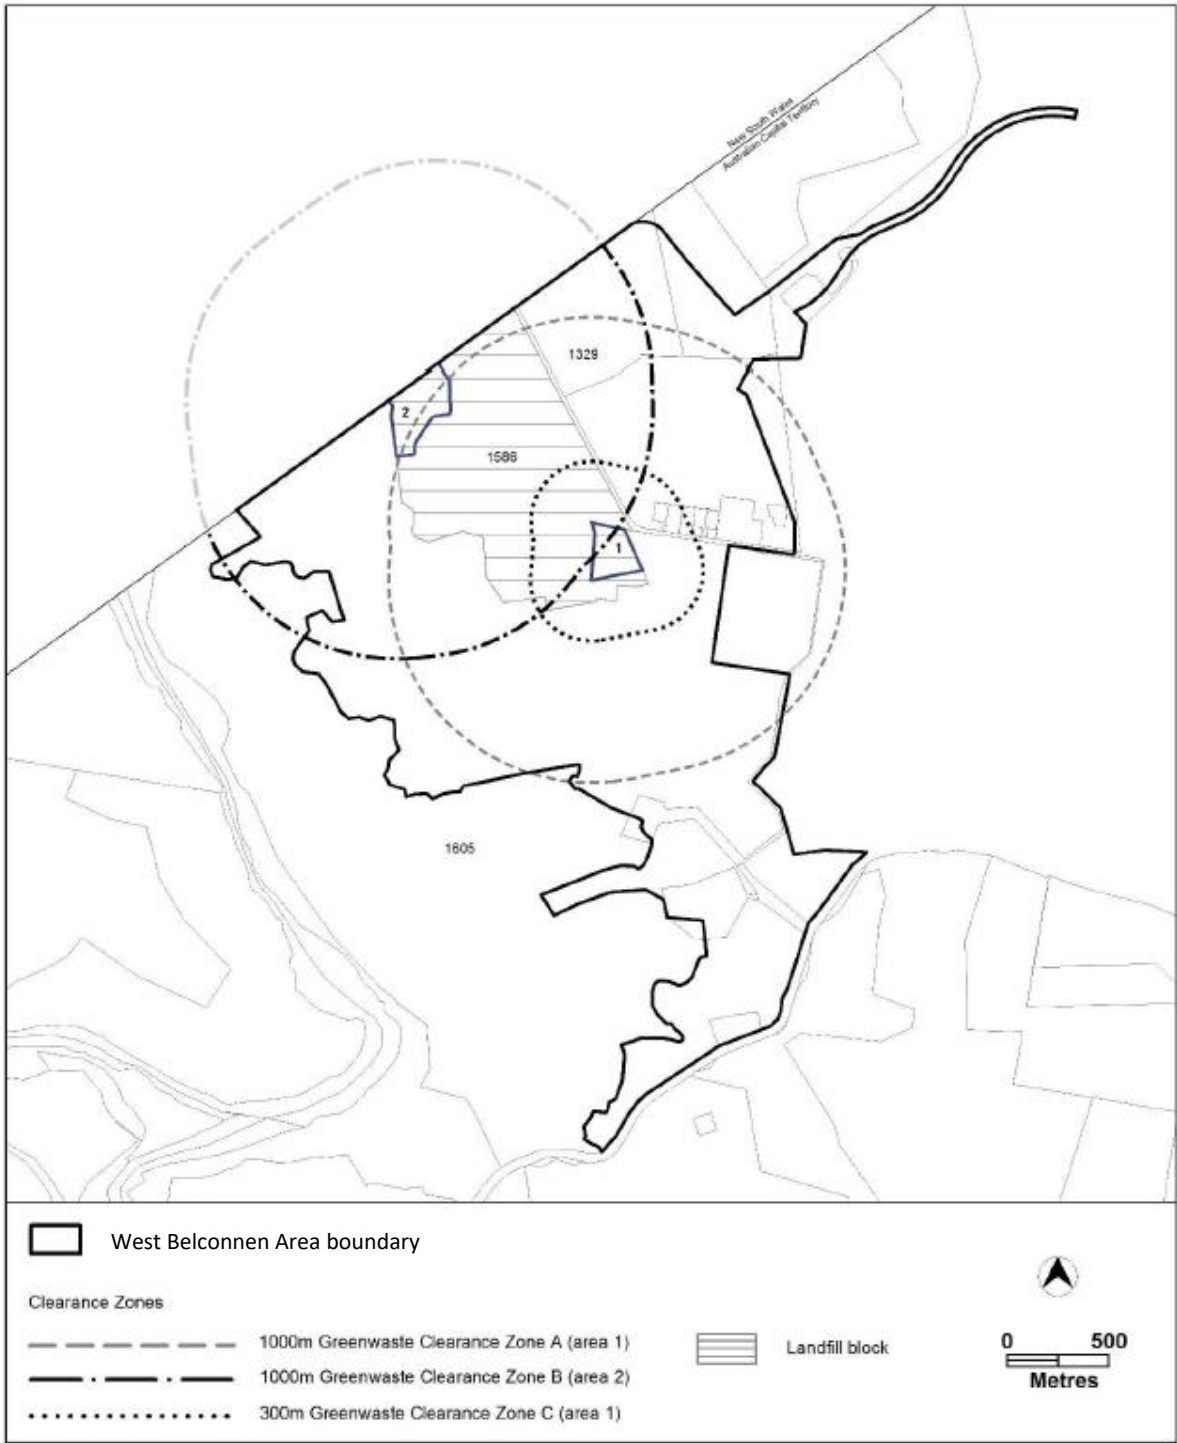 New South Wales
Australian Capital Territory
1329
2
1586
1
1605
West Belconnen Area boundary
Clearance Zones
1000m Greenwaste Clearance Zone A (area 1)
1000m Greenwaste Clearance Zone B (area 2)
300m Greenwaste Clearance Zone C (area 1)
Landfill block
0 500
Metres